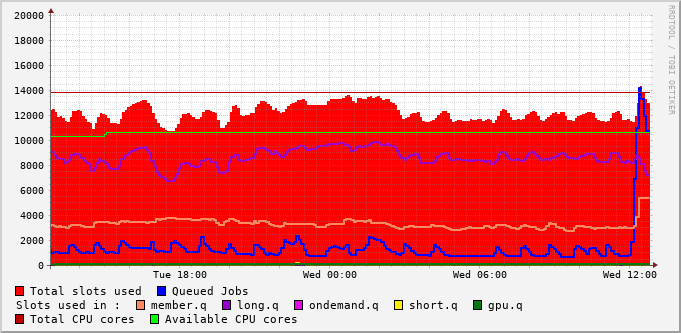 RRDTOOL / TOBI OETIKER
20000
18000
16000
14000
12000
10000
8000
6000
4000
2000
0
Tue 18:00 Wed 00:00 Wed 06:00 Wed 12:00
Total slots used Queued Jobs
Slots used in : member.q long.q ondemand.q short.q gpu.q
Total CPU cores Available CPU cores